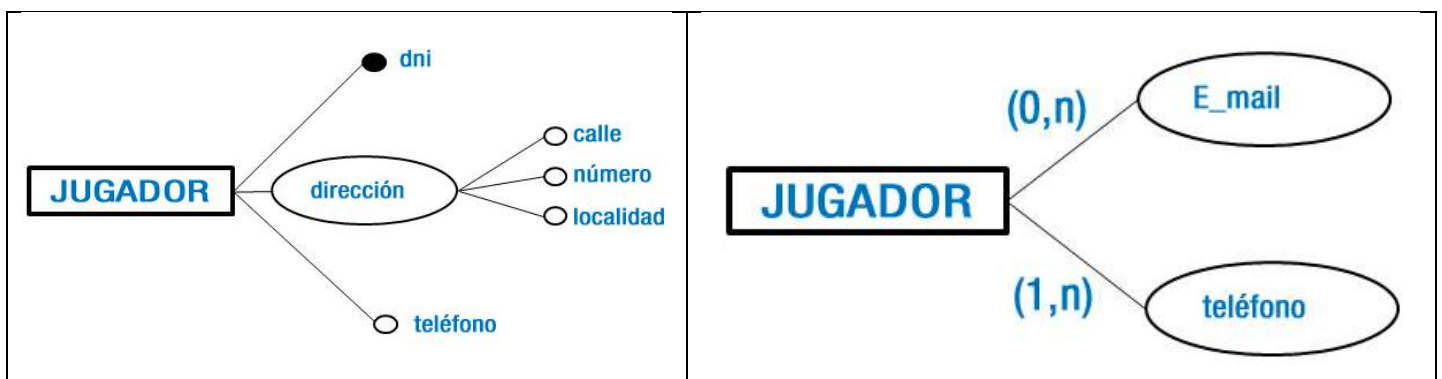 dni
calle
JUGADOR
dirección
número
localidad
teléfono
(0,n)
E_mail
JUGADOR
(1,n)
teléfono